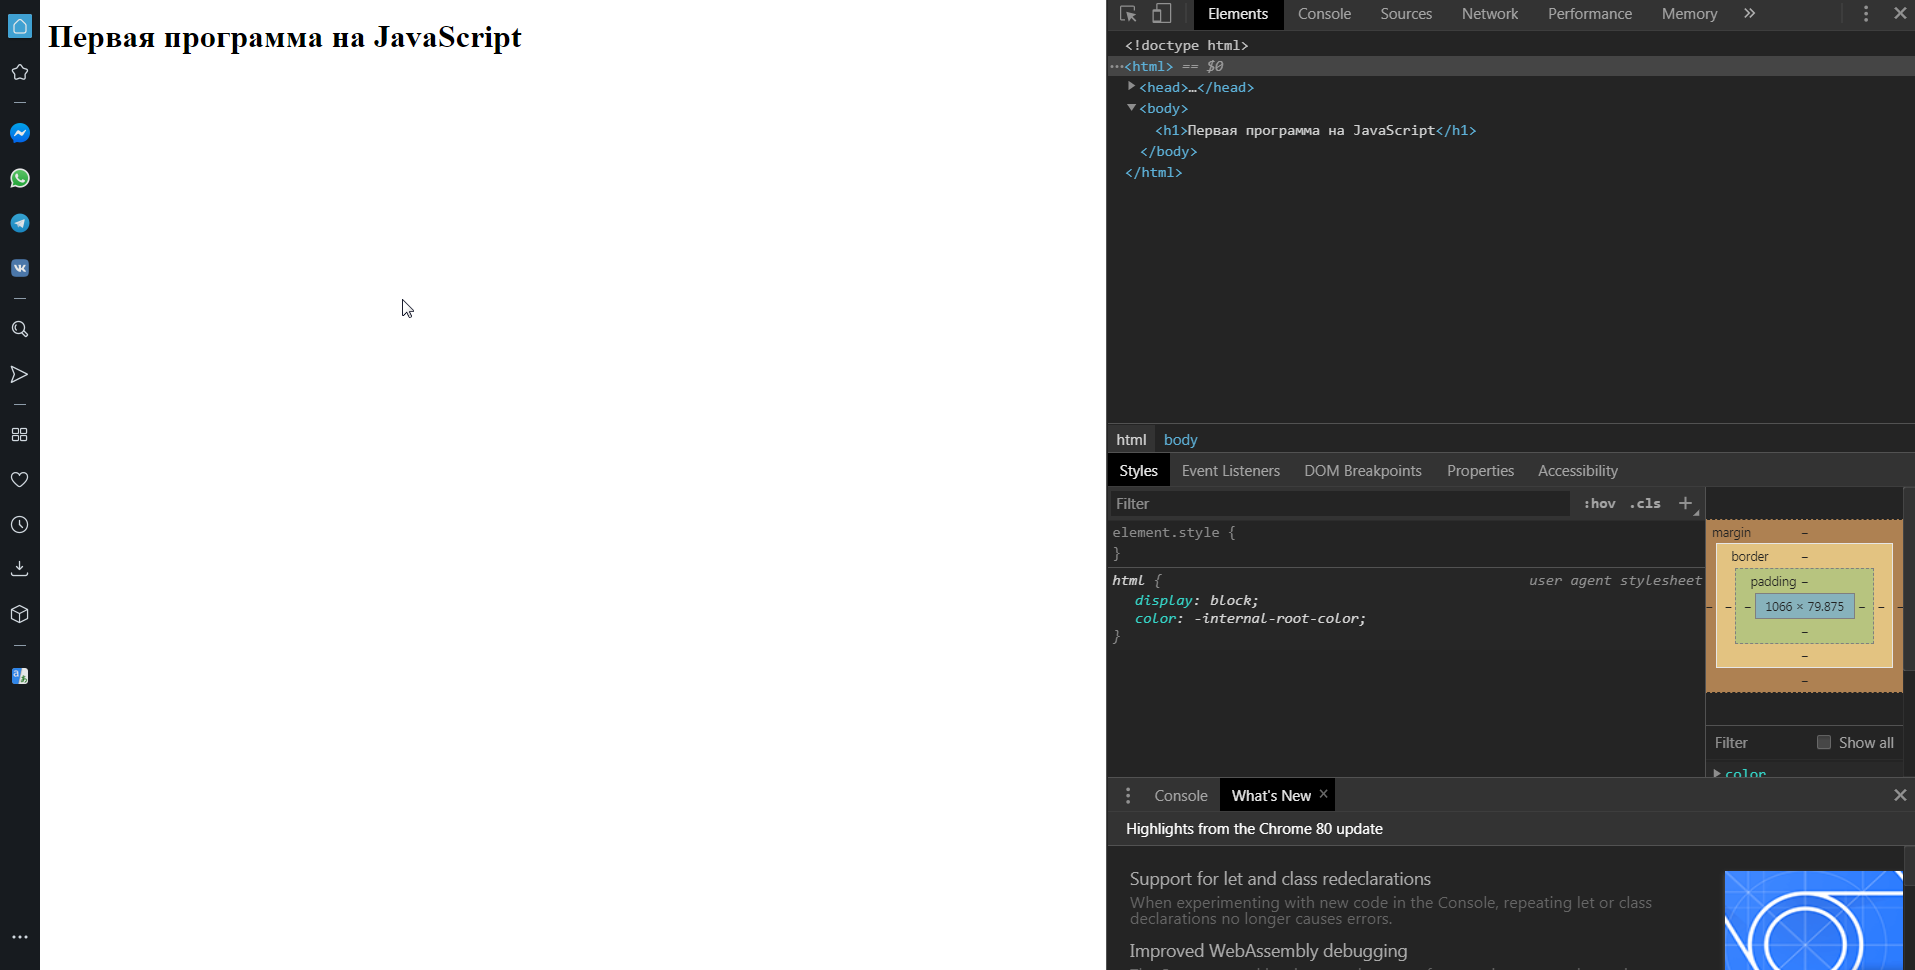 Первая программа на JavaScript
Elements Console Sources Network Performance Memory »
<!doctype html>
…<html> == $0
<head>…</head>
<body>
<h1>Первая программа на JavaScript</h1>
</body>
</html>
html body
Styles Event Listeners DOM Breakpoints Properties Accessibility
Filter :hov .cls +
element.style {
}
html { user agent stylesheet
display: block;
color: -internal-root-color;
}
margin –
border –
padding –
– – – 1066 × 79.875 – – –
–
–
–
Filter Show all
color
Console What's New ×
Highlights from the Chrome 80 update
Support for let and class redeclarations
When experimenting with new code in the Console, repeating let or class
declarations no longer causes errors.
Improved WebAssembly debugging